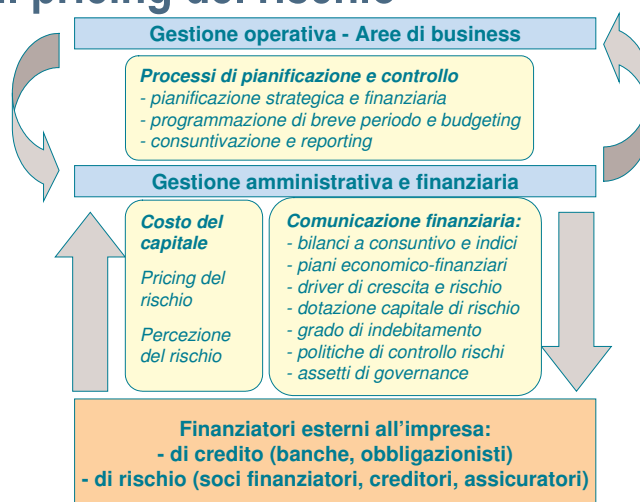 pricing del rischio
Gestione operativa - Aree di business
Processi di pianificazione e controllo
- pianificazione strategica e finanziaria
- programmazione di breve periodo e budgeting
- consuntivazione e reporting
Gestione amministrativa e finanziaria
Costo del
capitale
Pricing del
rischio
Percezione
del rischio
Comunicazione finanziaria:
- bilanci a consuntivo e indici
- piani economico-finanziari
- driver di crescita e rischio
- dotazione capitale di rischio
- grado di indebitamento
- politiche di controllo rischi
- assetti di governance
Finanziatori esterni all'impresa:
- di credito (banche, obbligazionisti)
- di rischio (soci finanziatori, creditori, assicuratori)